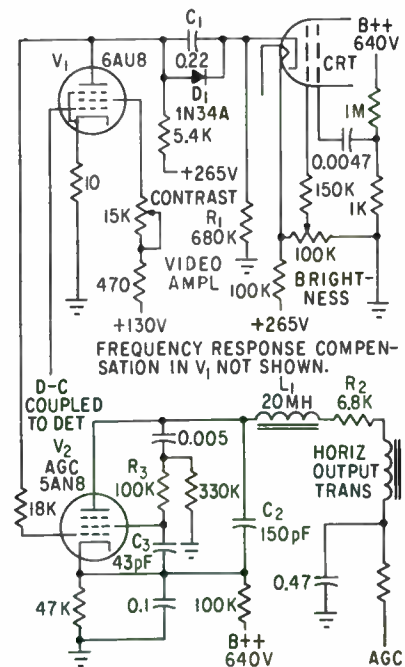 C1
0.22
V1
6AU8
D1
1N34A
5.4K
+265V
CRT
B++
640V
1M
0.0047
150K
1K
10
CONTRAST
15K
R1
680K
470
VIDEO
AMPL
100K
BRIGHT-
NESS
100K
+130V
+265V
FREQUENCY RESPONSE COMPEN-
SATION IN V1 NOT SHOWN.
D-C
COUPLED
TO DET
V2
AGC
5AN8
L1
20MH
R2
6.8K
0.005
R3
100K
330K
HORIZ
OUTPUT
TRANS
18K
C2
150pF
C3
43pF
0.47
47K
0.1
100K
B++
640V
AGC